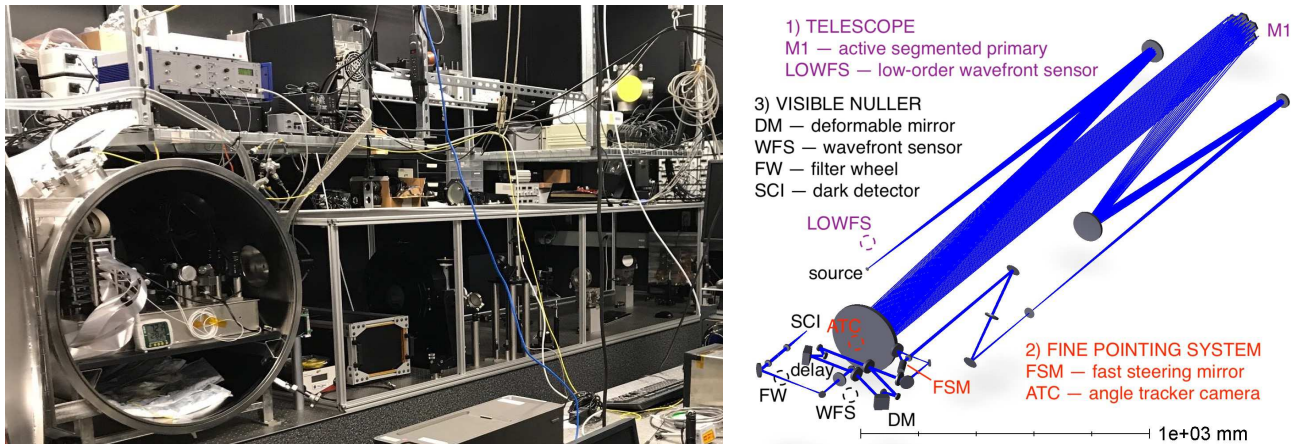 1) TELESCOPE
M1 — active segmented primary
LOWFS — low-order wavefront sensor
M1
3) VISIBLE NULLER
DM — deformable mirror
WFS — wavefront sensor
FW — filter wheel
SCI — dark detector
LOWFS
source
SCI
ATC
delay
FW
WFS
DM
FSM
2) FINE POINTING SYSTEM
FSM — fast steering mirror
ATC — angle tracker camera
1e+03 mm